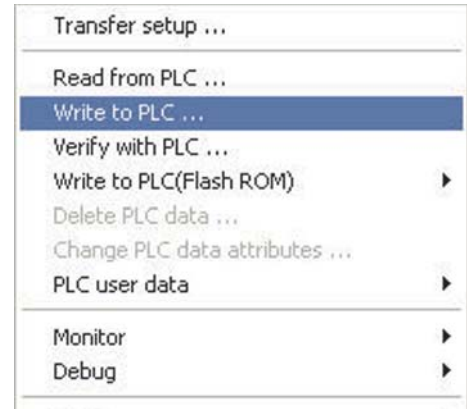 Transfer setup ...
Read from PLC ...
Write to PLC ...
Verify with PLC ...
Write to PLC(Flash ROM)
Delete PLC data ...
Change PLC data attributes ...
PLC user data
Monitor
Debug